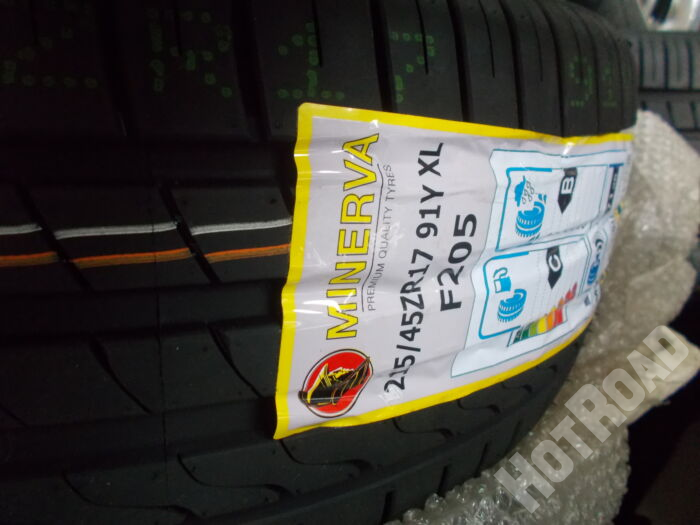 MINERVA
PREMIUM QUALITY TYRES
215/45ZR17 91Y XL
F205
B
C
HOTROAD